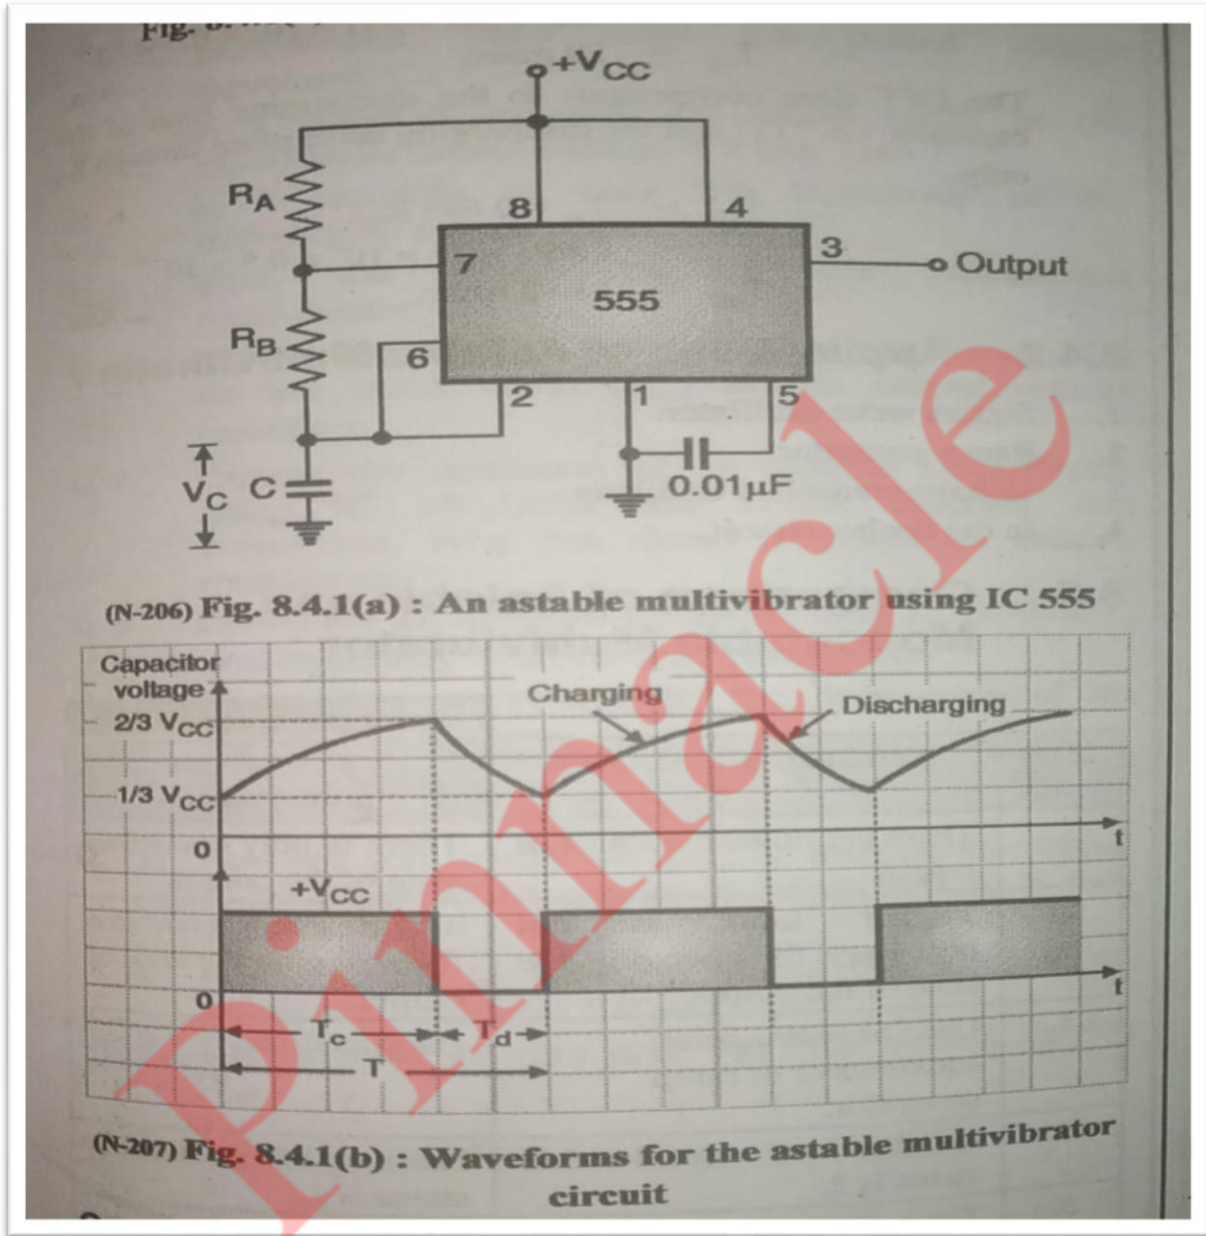 +VCC
RA
8
4
3
Output
7
555
RB
6
2
1
5
VC
C
0.01µF
(N-206) Fig. 8.4.1(a) : An astable multivibrator using IC 555
Capacitor
voltage
Charging
Discharging
2/3 VCC
1/3 VCC
0
t
+VCC
0
t
Tc
Td
T
(N-207) Fig. 8.4.1(b) : Waveforms for the astable multivibrator
circuit
Pinnacle